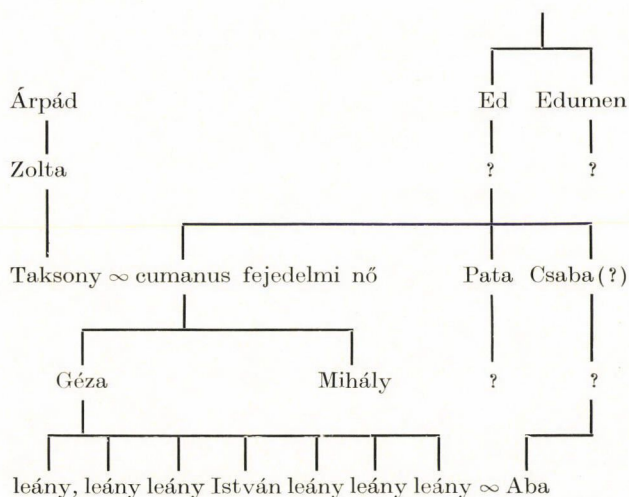 Árpád Ed Edumen
Zolta ? ?
Taksony ∞ cumanus fejedelmi nő Pata Csaba(?)
Géza Mihály ? ?
leány, leány leány István leány leány leány ∞ Aba